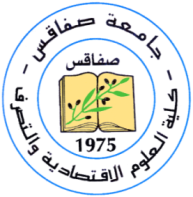 جامعة صفاقس
صفاقس
1975
كلية العلوم الاقتصادية والتصرف